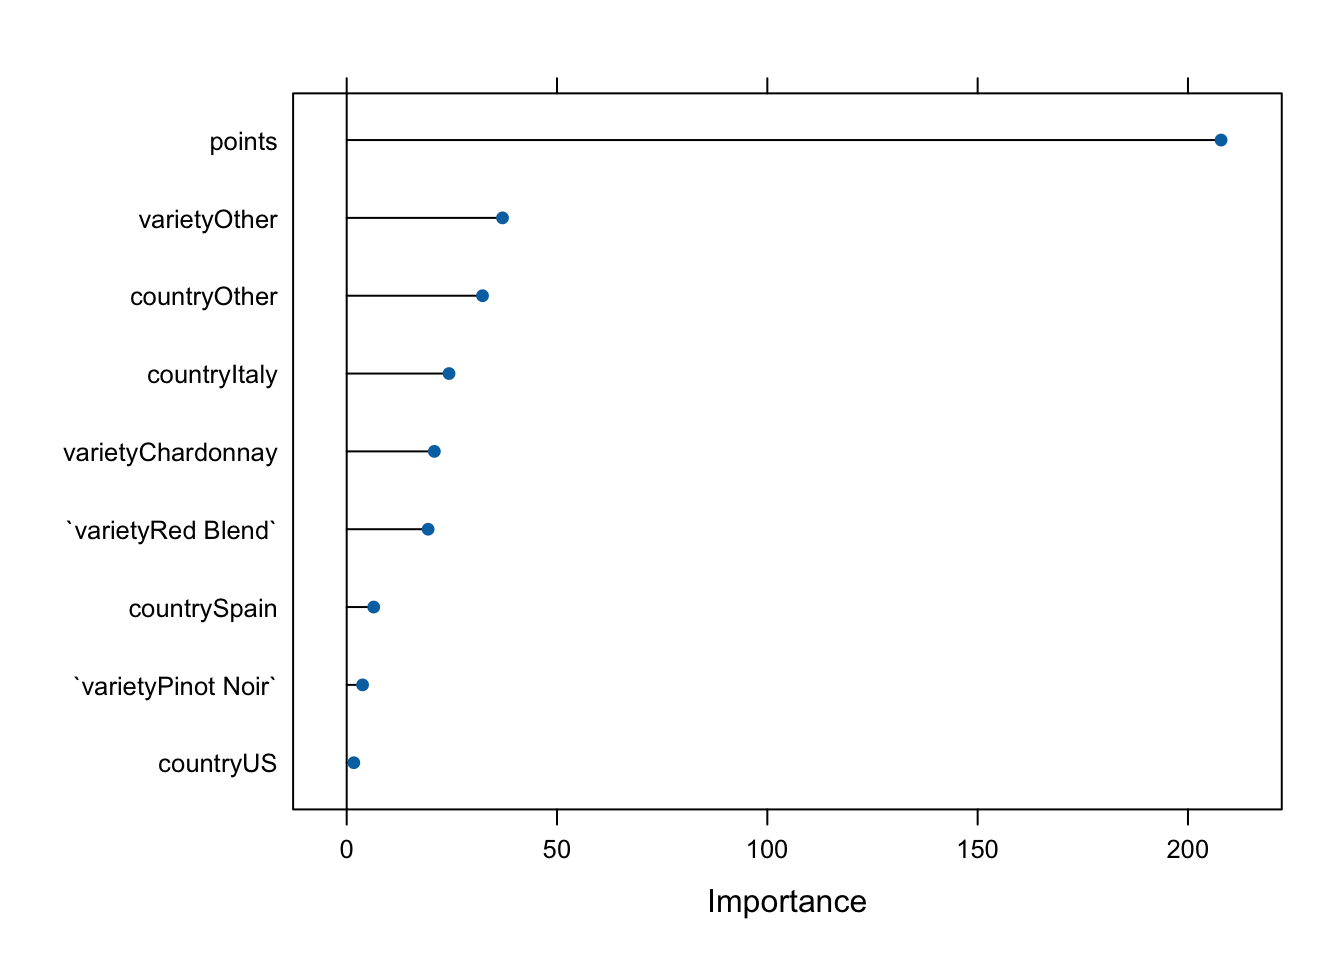 points
varietyOther
countryOther
countryItaly
varietyChardonnay
`varietyRed Blend`
countrySpain
`varietyPinot Noir`
countryUS
0 50 100 150 200
Importance